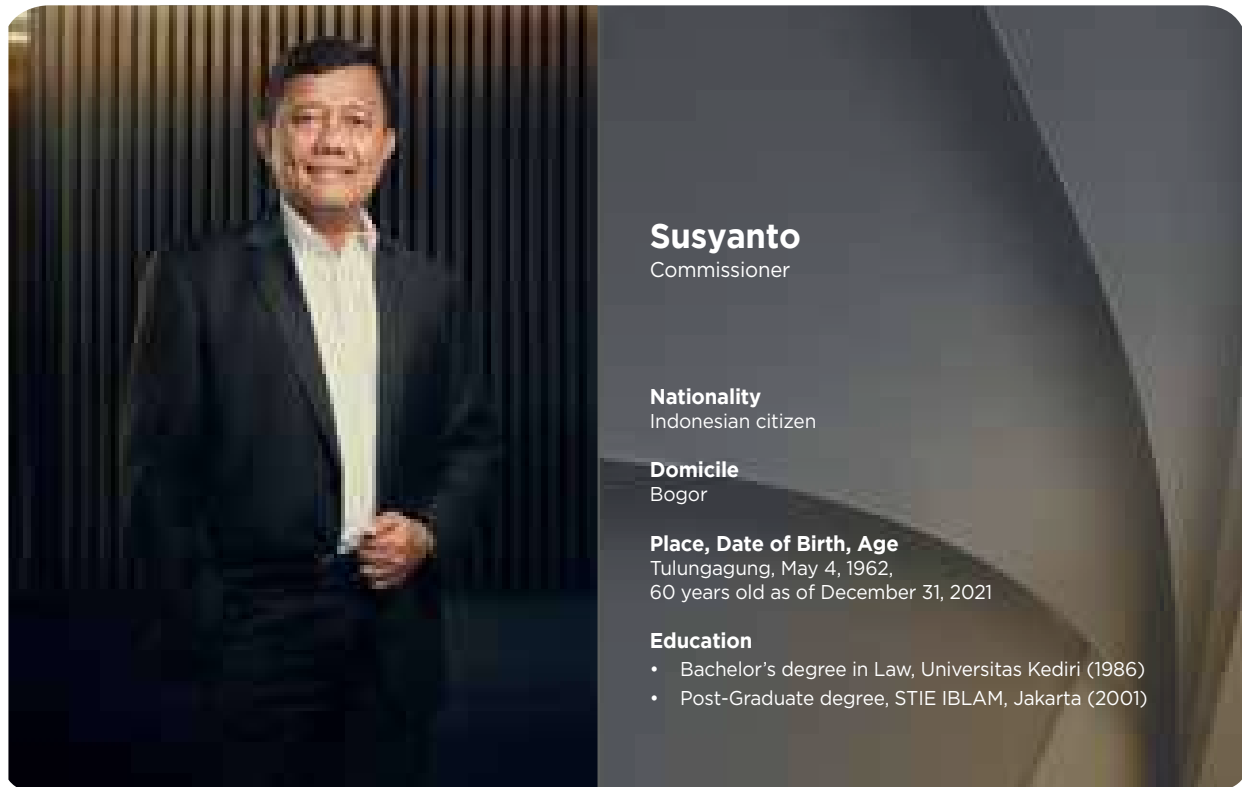 Susyanto
Commissioner
Nationality
Indonesian citizen
Domicile
Bogor
Place, Date of Birth, Age
Tulungagung, May 4, 1962,
60 years old as of December 31, 2021
Education
• Bachelor’s degree in Law, Universitas Kediri (1986)
• Post-Graduate degree, STIE IBLAM, Jakarta (2001)